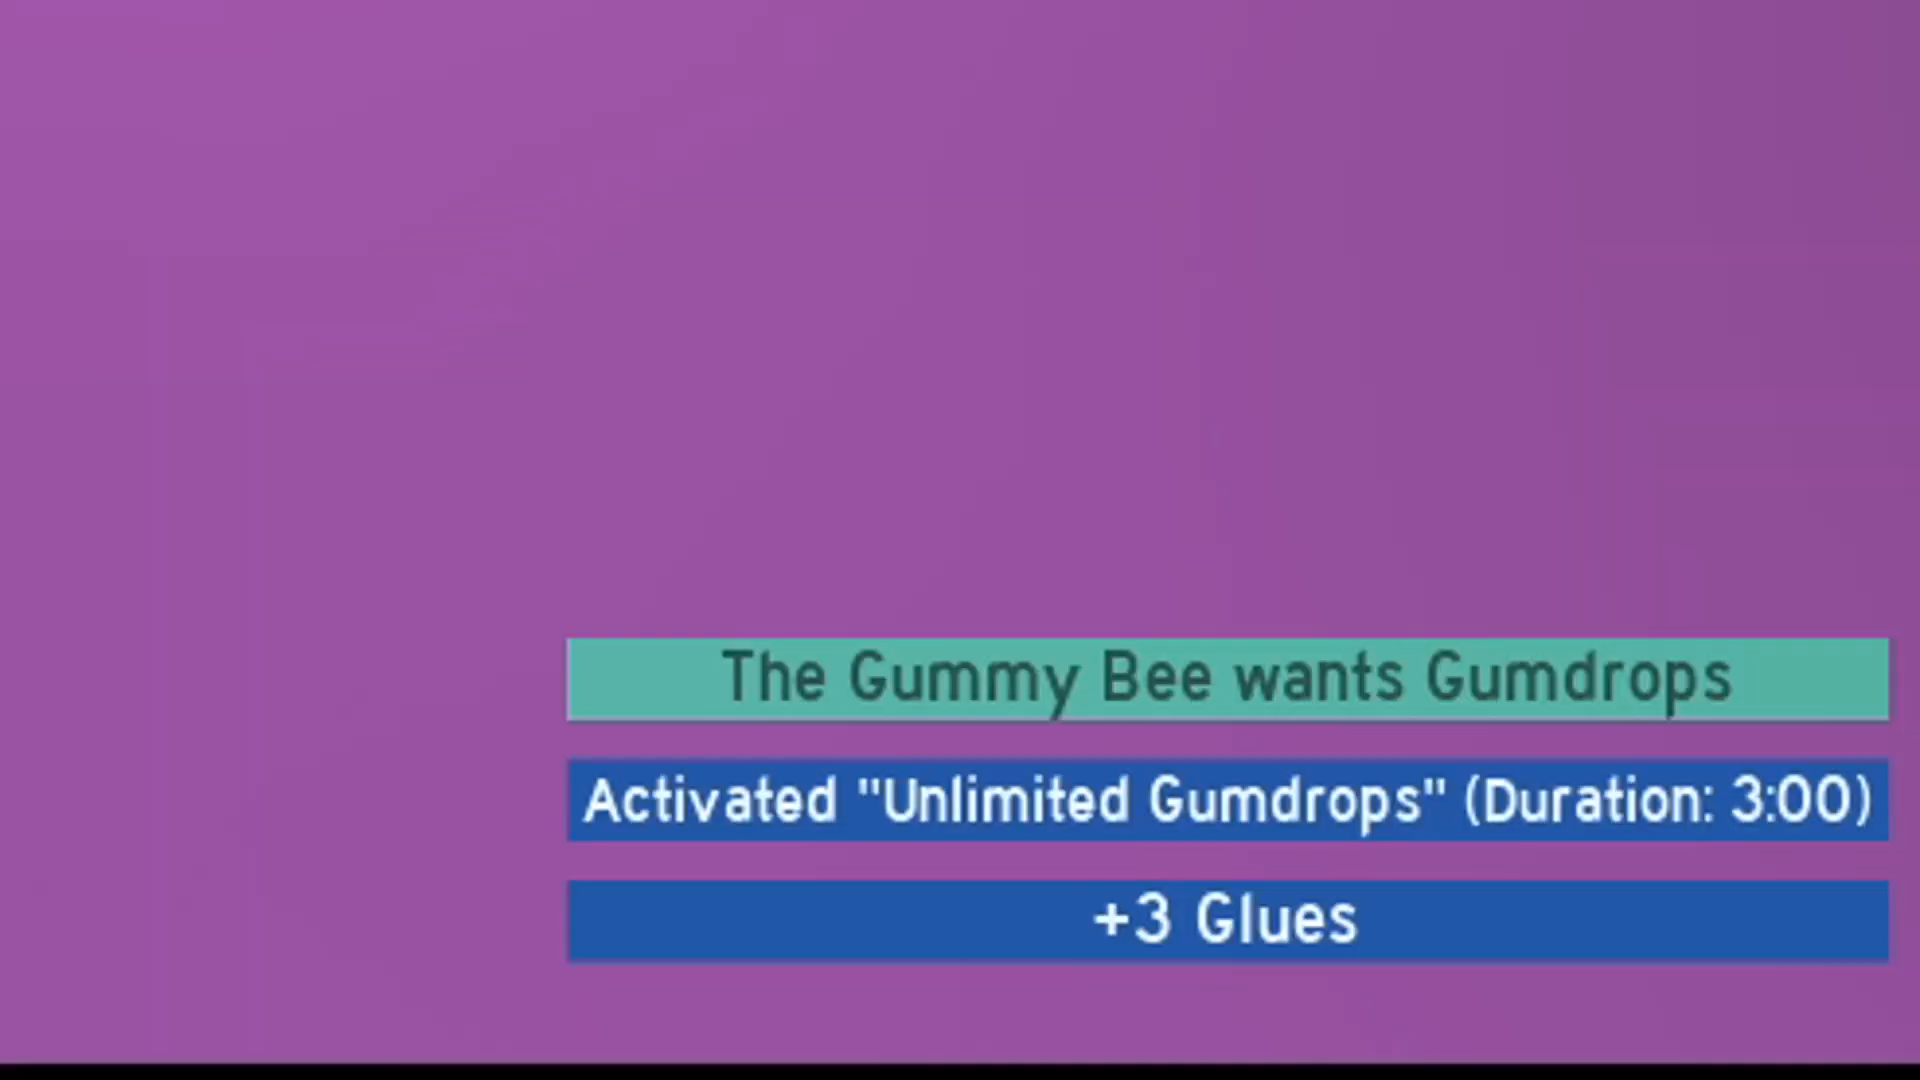 The Gummy Bee wants Gumdrops
Activated "Unlimited Gumdrops" (Duration: 3:00)
+3 Glues